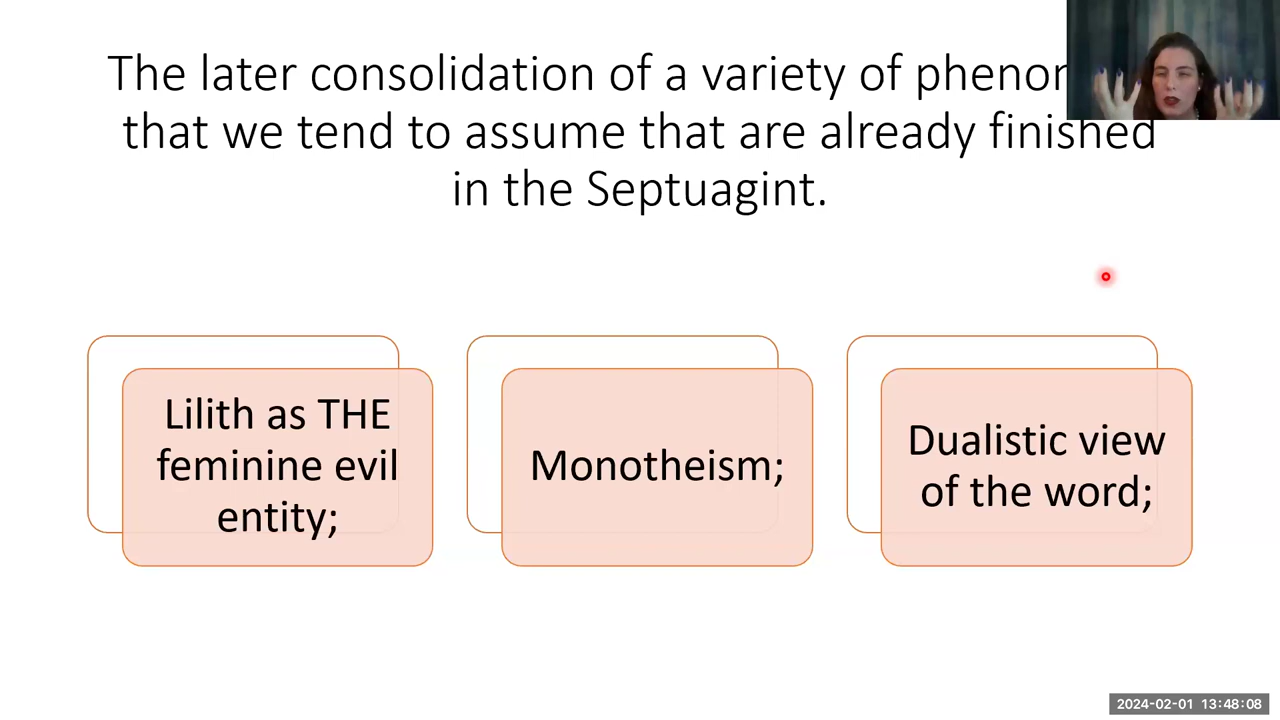 The later consolidation of a variety of
that we tend to assume that are already finished
in the Septuagint.
Lilith as THE
feminine evil
entity;
Monotheism;
Dualistic view
of the word;
2024-02-01 13:48:08